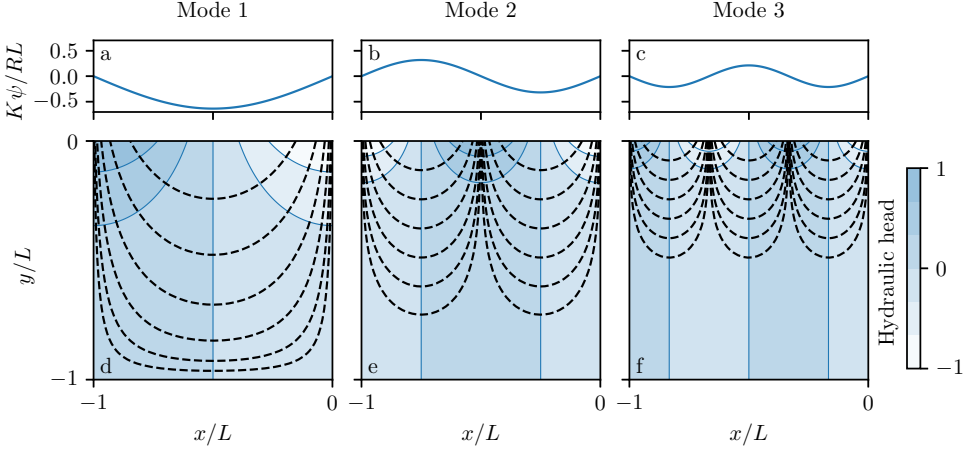 Mode 1
Mode 2
Mode 3
Kψ/RL
0.5
0.0
−0.5
a
b
c
y/L
0
−1
d
e
f
−1
0
−1
0
−1
0
x/L
x/L
x/L
Hydraulic head
1
0
−1